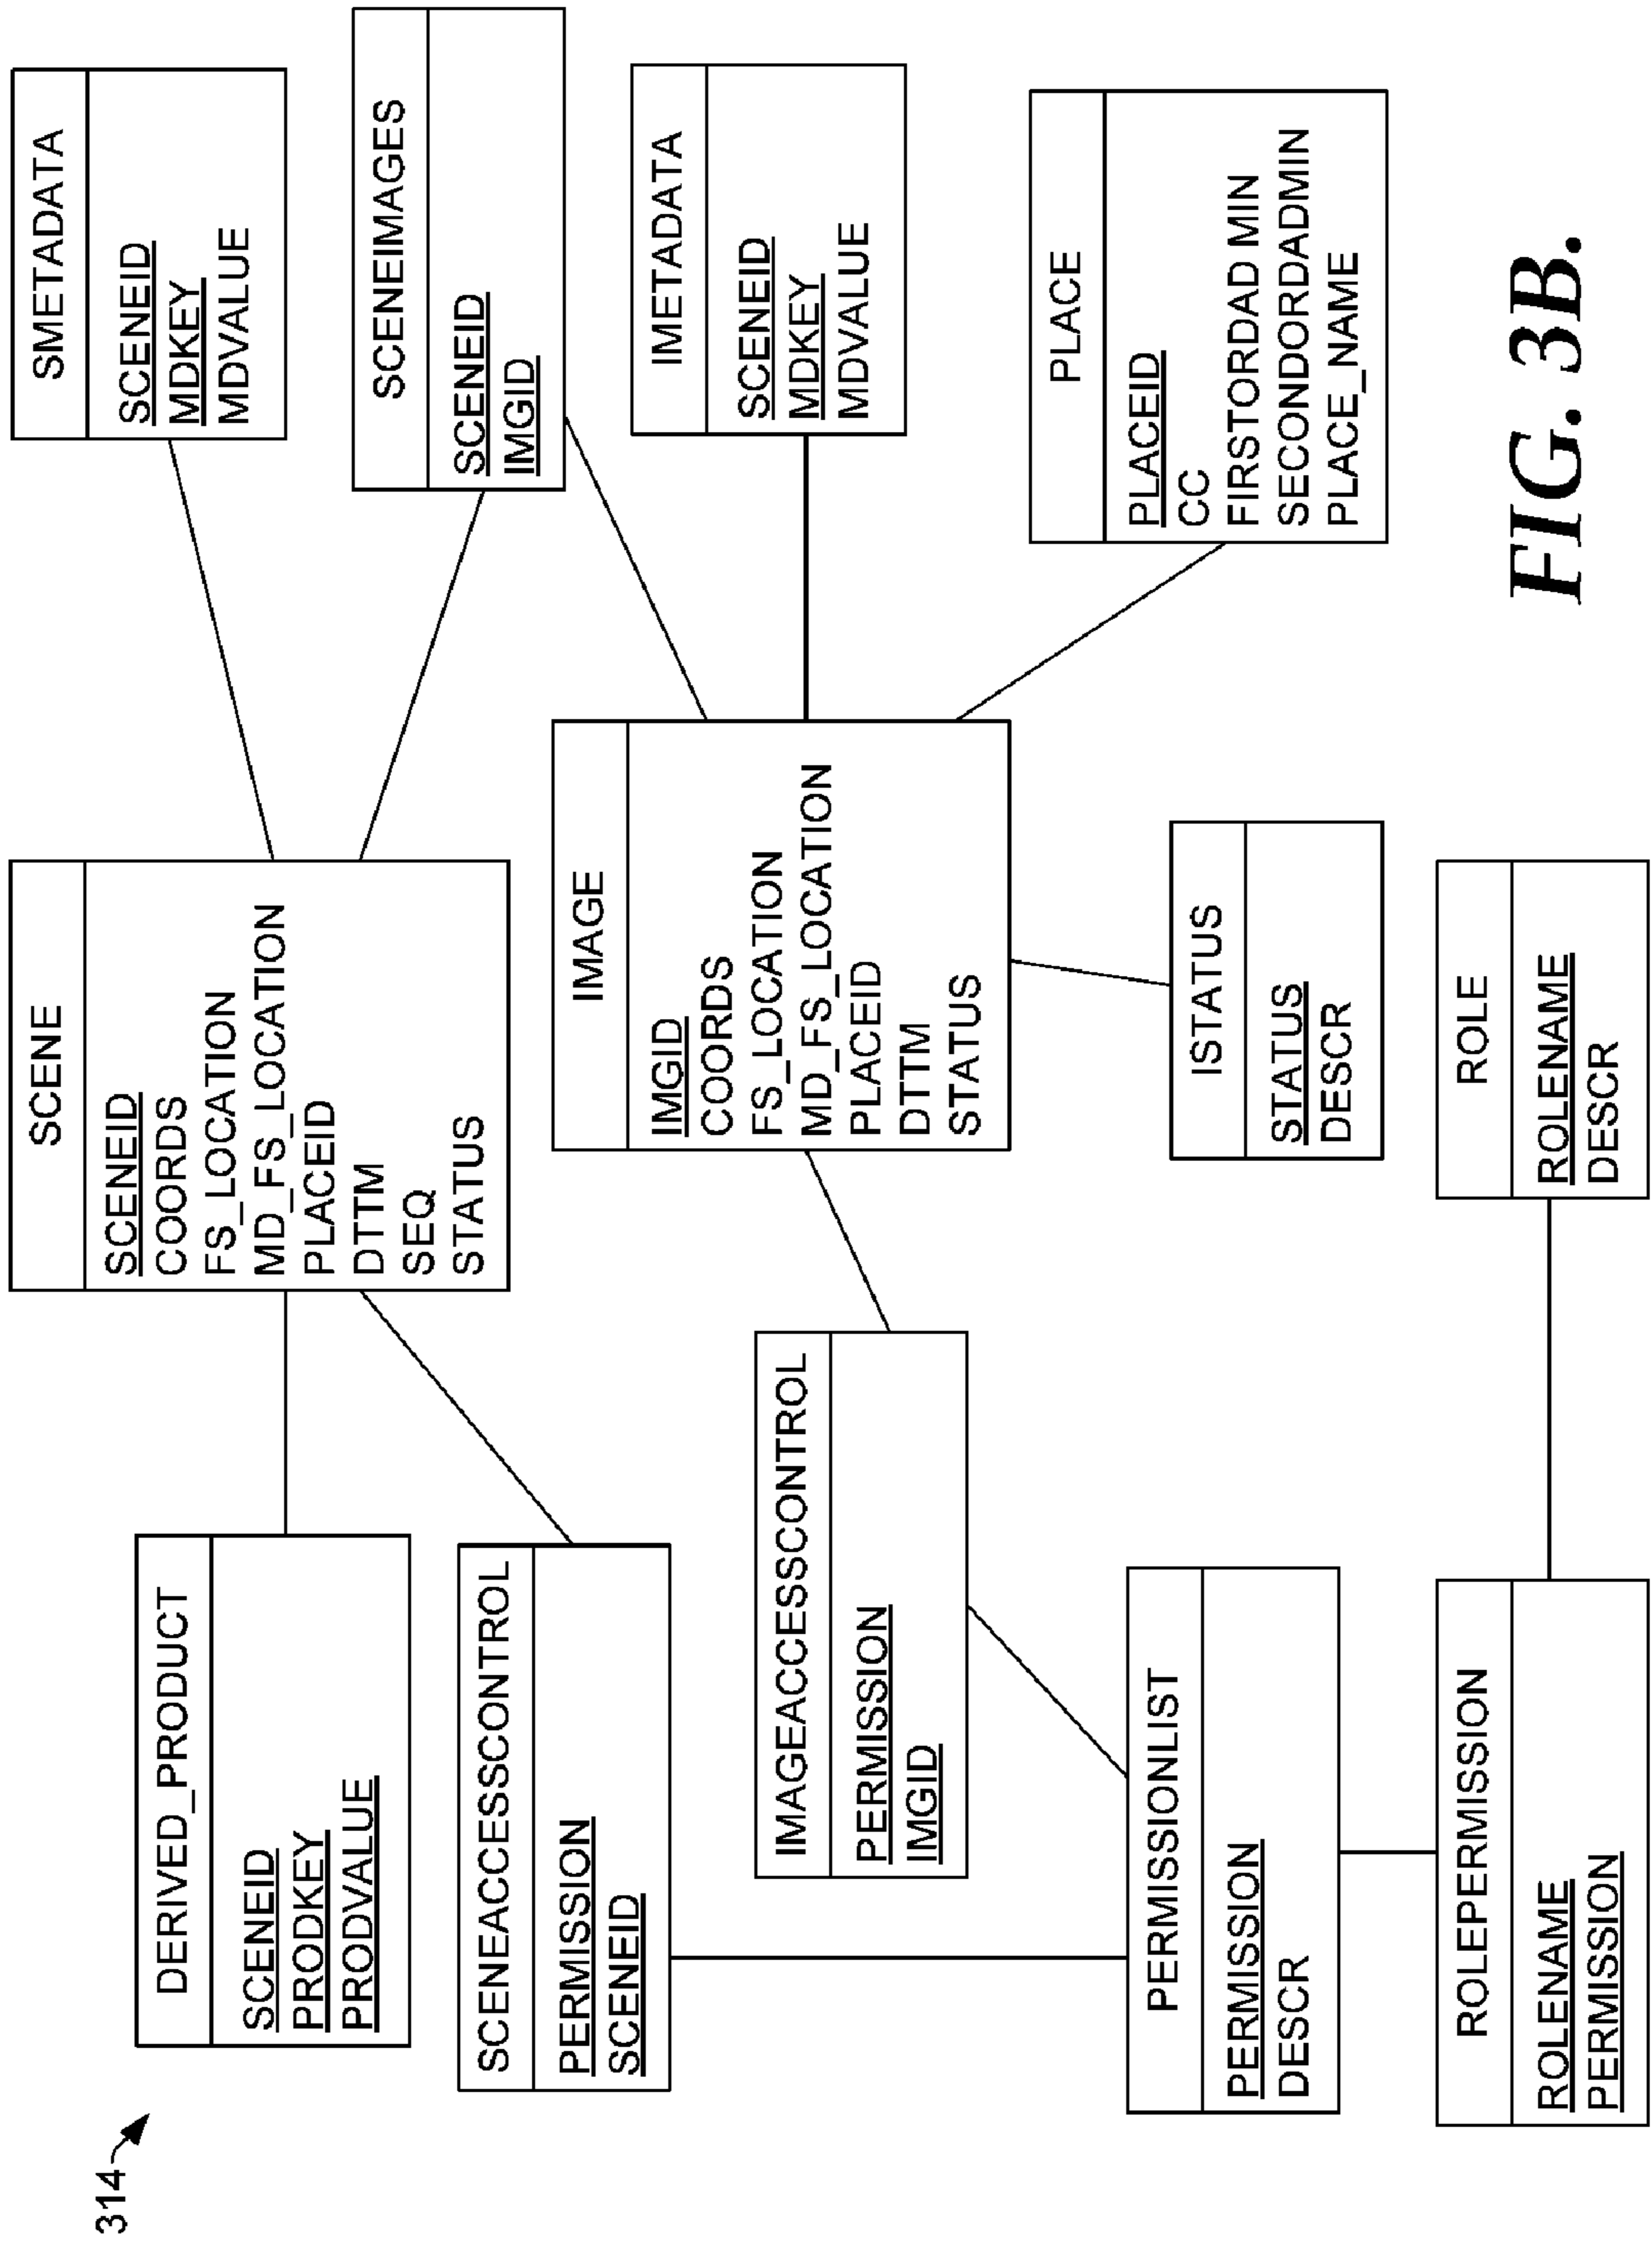 314
DERIVED_PRODUCT
SCENEID
PRODKEY
PRODVALUE
SCENE
SCENEID
COORDS
FS_LOCATION
MD_FS_LOCATION
PLACEID
DTTM
SEQ
STATUS
SMETADATA
SCENEID
MDKEY
MDVALUE
SCENEACCESSCONTROL
PERMISSION
SCENEID
SCENEIMAGES
SCENEID
IMGID
IMAGEACCESSCONTROL
PERMISSION
IMGID
IMAGE
IMGID
COORDS
FS_LOCATION
MD_FS_LOCATION
PLACEID
DTTM
STATUS
IMETADATA
SCENEID
MDKEY
MDVALUE
PERMISSIONLIST
PERMISSION
DESCR
ISTATUS
STATUS
DESCR
PLACE
PLACEID
CC
FIRSTORDAD MIN
SECONDORDADMIN
PLACE_NAME
ROLEPERMISSION
ROLENAME
PERMISSION
ROLE
ROLENAME
DESCR
FIG. 3B.